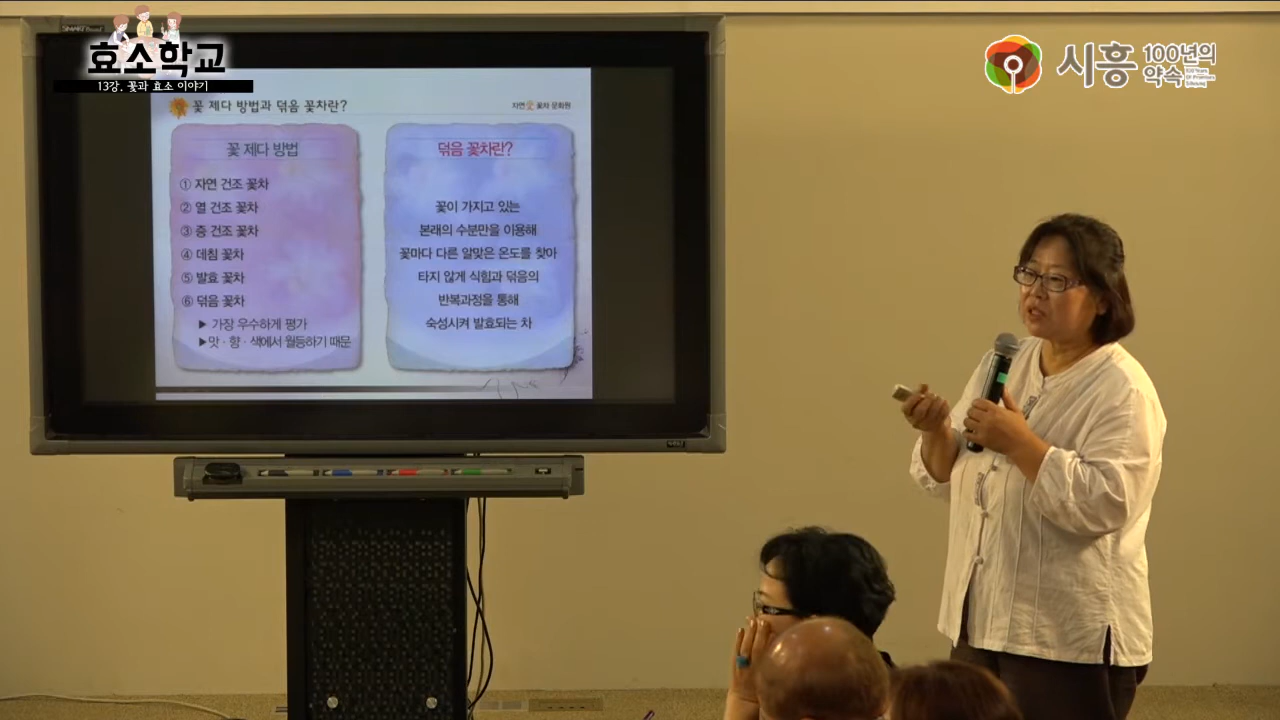 효소학교
13강. 꽃과 효소 이야기
시흥
100년의
약속
꽃 제다 방법과 덖음 꽃차란?
자연 꽃차 문화원
꽃 제다 방법
① 자연 건조 꽃차
② 열 건조 꽃차
③ 증 건조 꽃차
④ 데침 꽃차
⑤ 발효 꽃차
⑥ 덖음 꽃차
▶ 가장 우수하게 평가
▶맛·향·색에서 월등하기 때문
덖음 꽃차란?
꽃이 가지고 있는
본래의 수분만을 이용해
꽃마다 다른 알맞은 온도를 찾아
타지 않게 식힘과 덖음의
반복과정을 통해
숙성시켜 발효되는 차